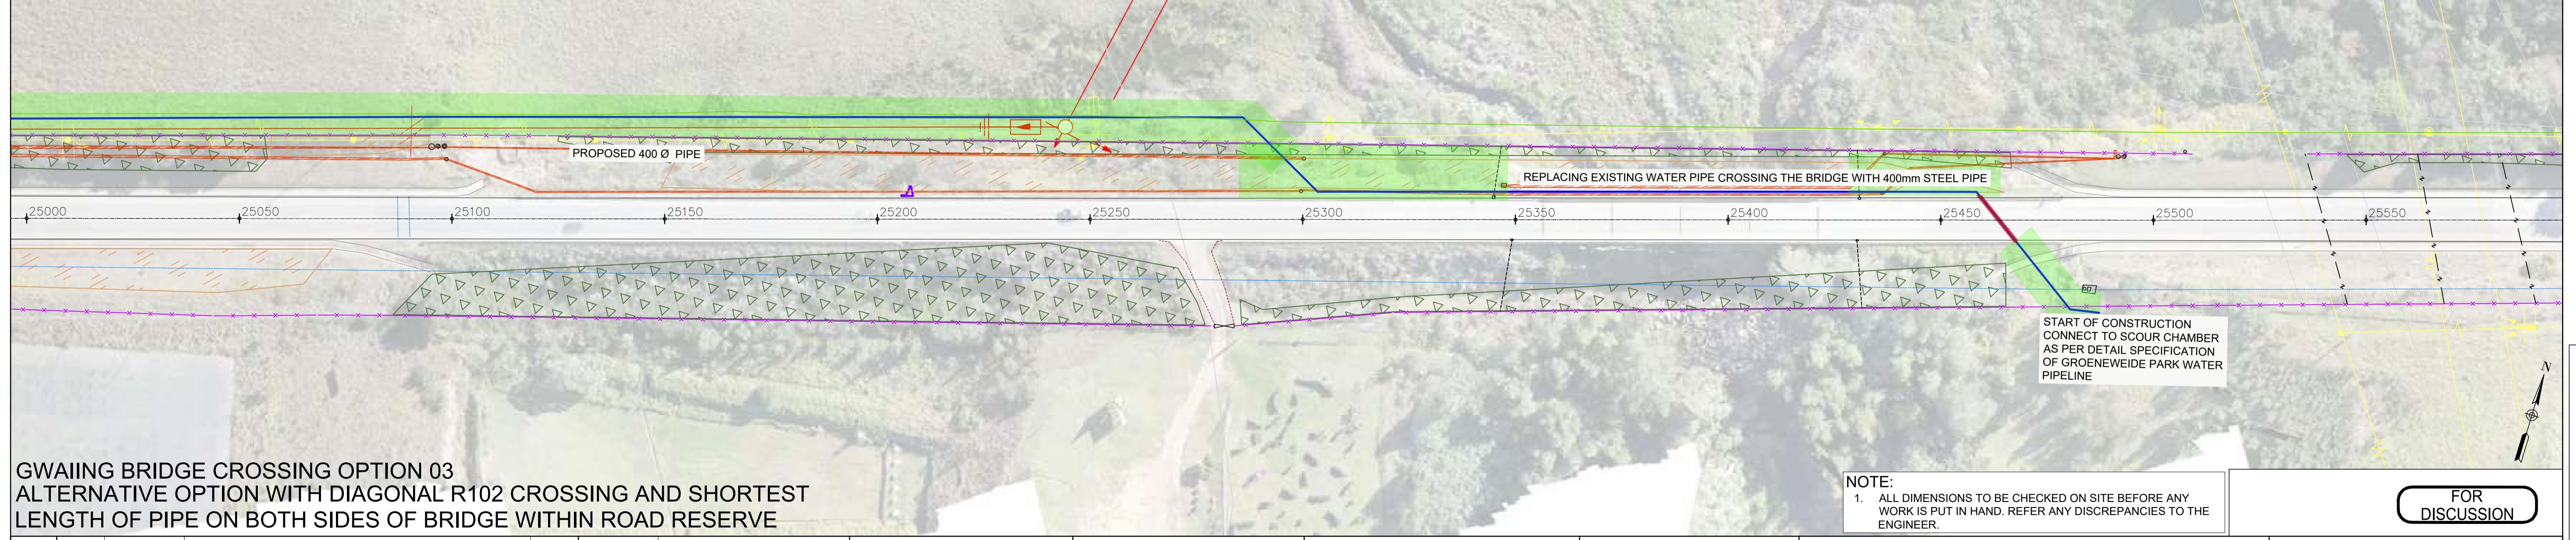 PROPOSED 400 Ø PIPE
REPLACING EXISTING WATER PIPE CROSSING THE BRIDGE WITH 400mm STEEL PIPE
25000
25050
25100
25150
25200
25250
25300
25350
25400
25450
25500
25550
START OF CONSTRUCTION
CONNECT TO SCOUR CHAMBER
AS PER DETAIL SPECIFICATION
OF GROENEWEIDE PARK WATER
PIPELINE
N
GWAIING BRIDGE CROSSING OPTION 03
ALTERNATIVE OPTION WITH DIAGONAL R102 CROSSING AND SHORTEST
LENGTH OF PIPE ON BOTH SIDES OF BRIDGE WITHIN ROAD RESERVE
NOTE:
1. ALL DIMENSIONS TO BE CHECKED ON SITE BEFORE ANY
WORK IS PUT IN HAND. REFER ANY DISCREPANCIES TO THE
ENGINEER.
FOR
DISCUSSION